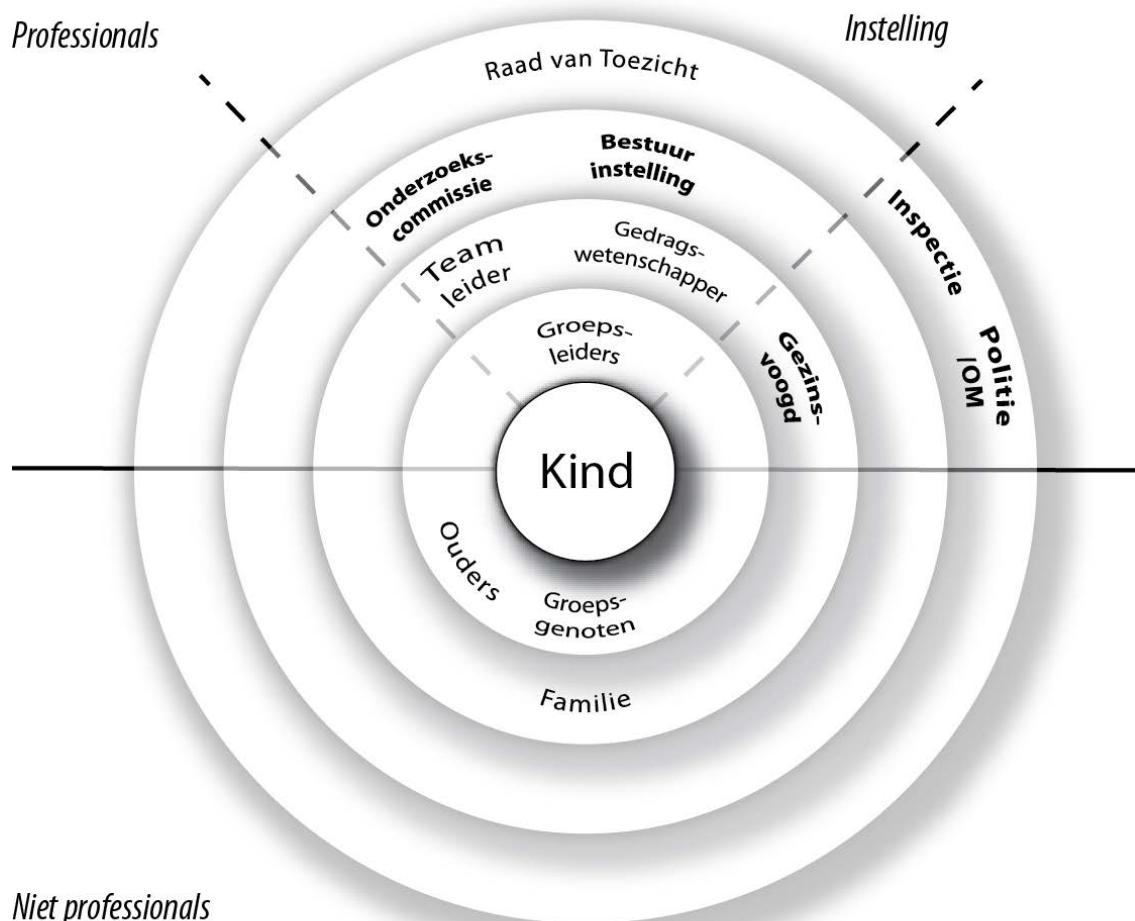 Professionals
Instelling
Raad van Toezicht
Onderzoeks-
commissie
Bestuur
instelling
Inspectie
Team
leider
Gedrags-
wetenschapper
Politie
/OM
Groeps-
leiders
Gezins-
voogd
Kind
Ouders
Groeps-
genoten
Familie
Niet professionals